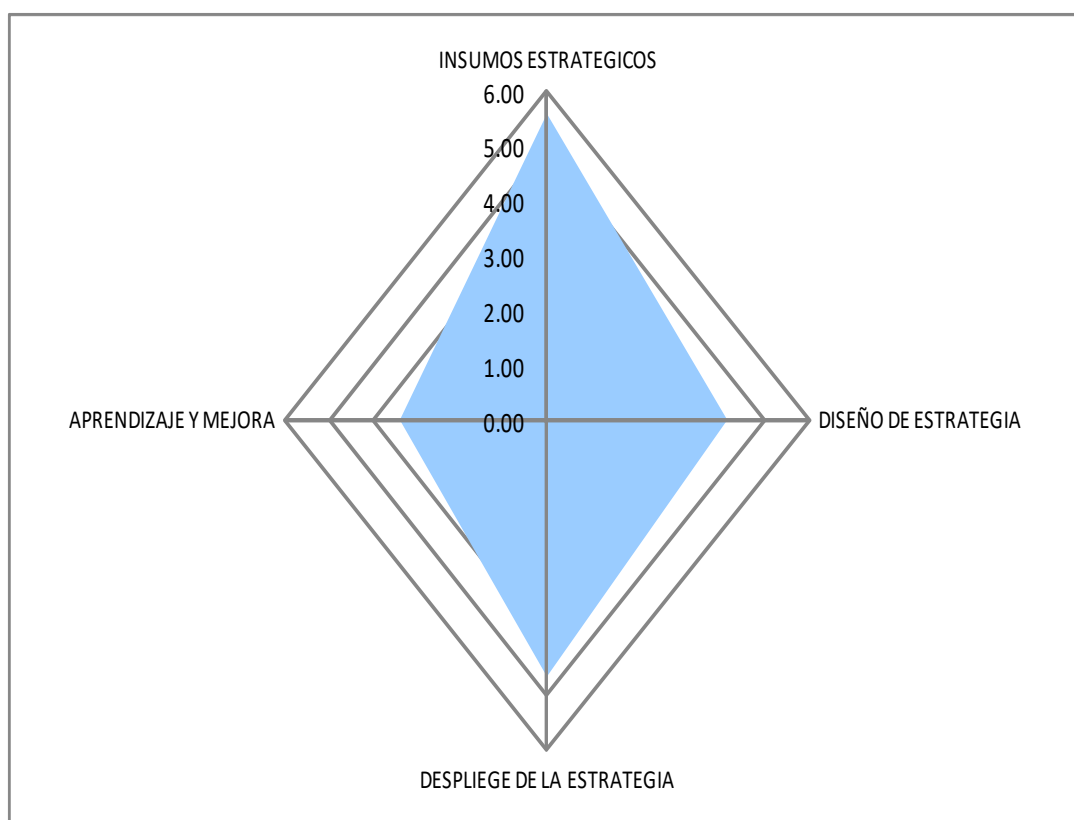 INSUMOS ESTRATEGICOS
6.00
5.00
4.00
3.00
2.00
1.00
0.00
APRENDIZAJE Y MEJORA
DISEÑO DE ESTRATEGIA
DESPLIEGE DE LA ESTRATEGIA